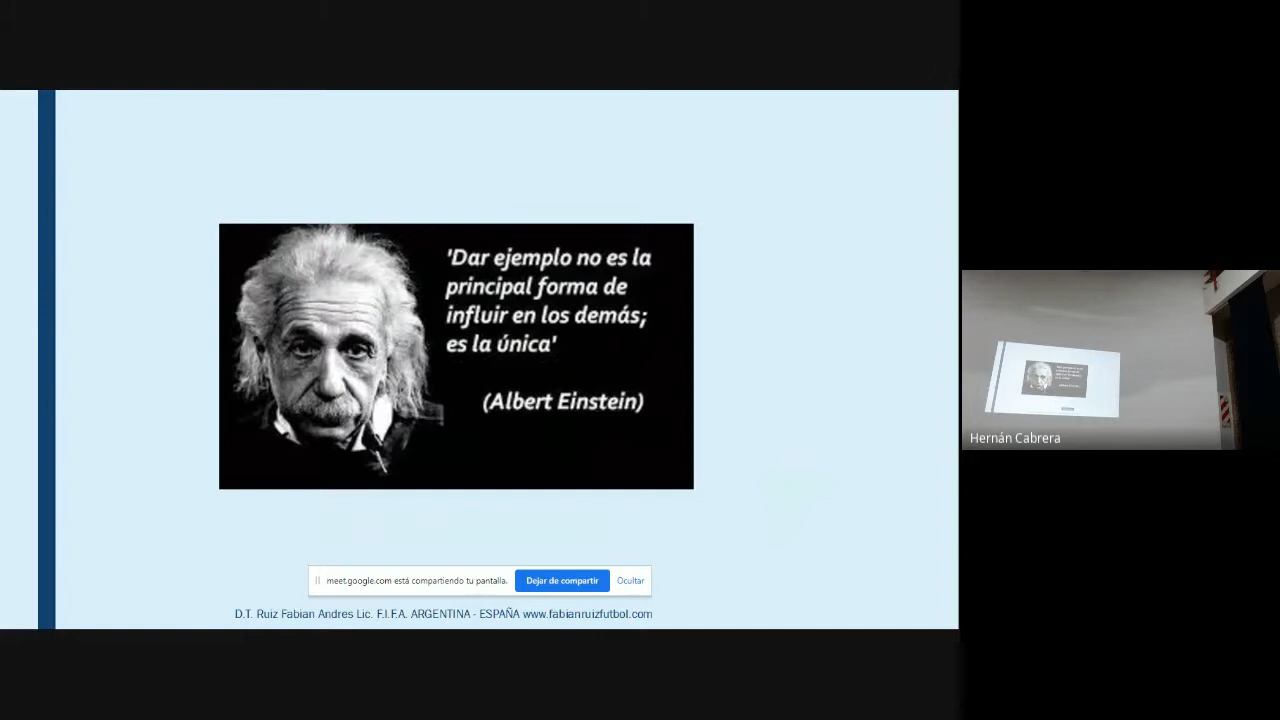 'Dar ejemplo no es la
principal forma de
influir en los demás;
es la única'
(Albert Einstein)
meet.google.com está compartiendo tu pantalla.
Dejar de compartir
Ocultar
D.T. Ruiz Fabian Andres Lic. F.I.F.A. ARGENTINA - ESPAÑA www.fabianruizfutbol.com
Hernán Cabrera